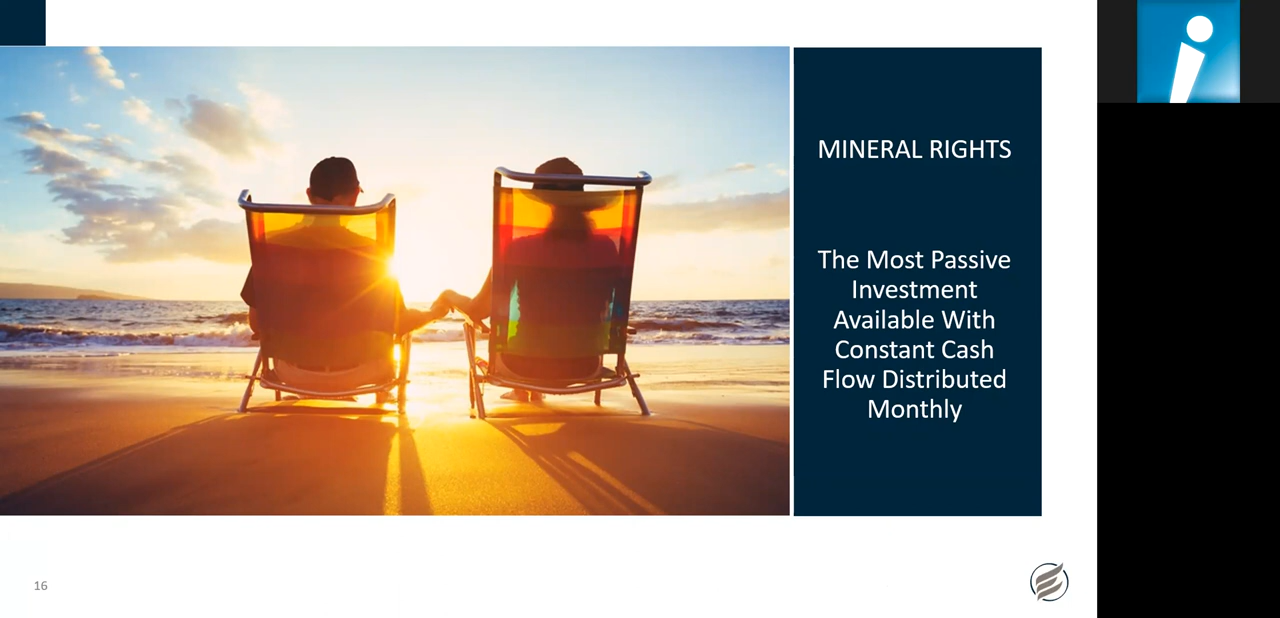 MINERAL RIGHTS
The Most Passive
Investment
Available With
Constant Cash
Flow Distributed
Monthly
16